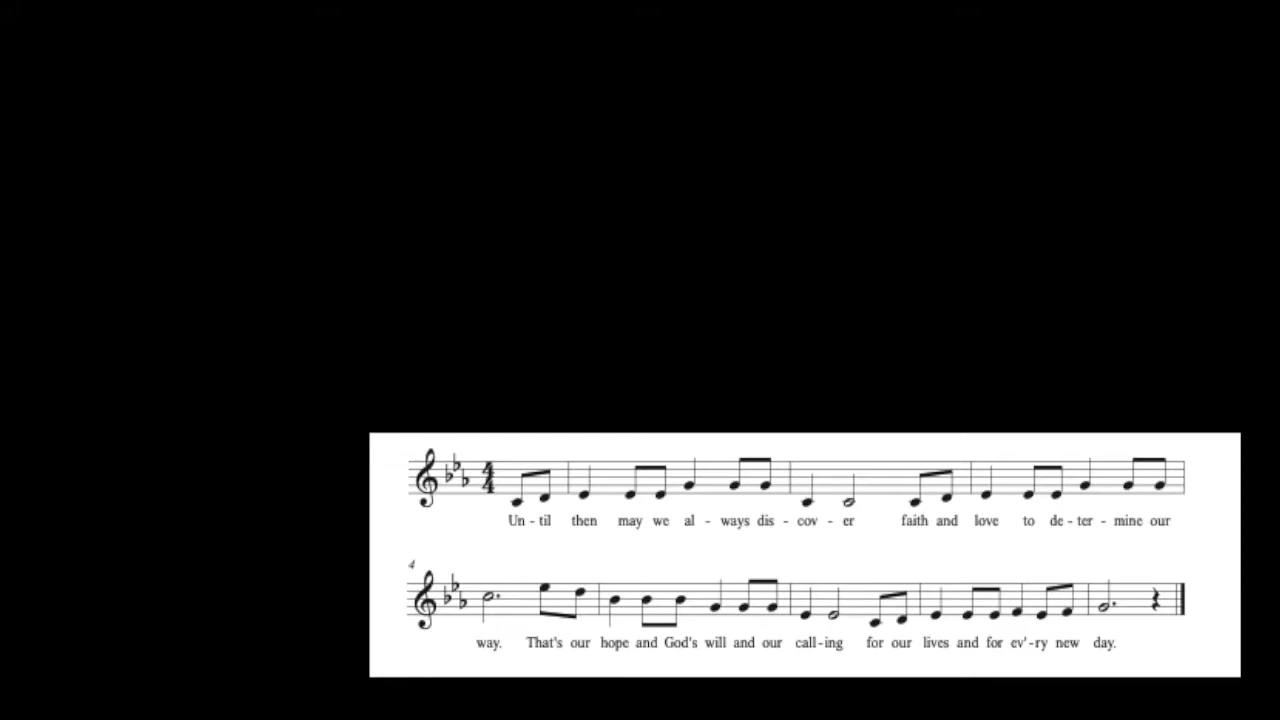 Un - til then may we al - ways dis - cov - er faith and love to de - ter - mine our
4
way. That's our hope and God's will and our call - ing for our lives and for ev' - ry new day.